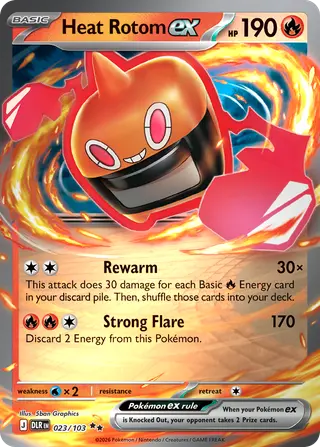 BASIC
Heat Rotom ex HP 190
Rewarm 30×
This attack does 30 damage for each Basic Energy card
in your discard pile. Then, shuffle those cards into your deck.
Strong Flare 170
Discard 2 Energy from this Pokémon.
weakness ×2 resistance retreat
Illus. 5ban Graphics
Pokémon ex rule
When your Pokémon ex
is Knocked Out, your opponent takes 2 Prize cards.
J DLR EN 023/103
©2026 Pokémon / Nintendo / Creatures / GAME FREAK